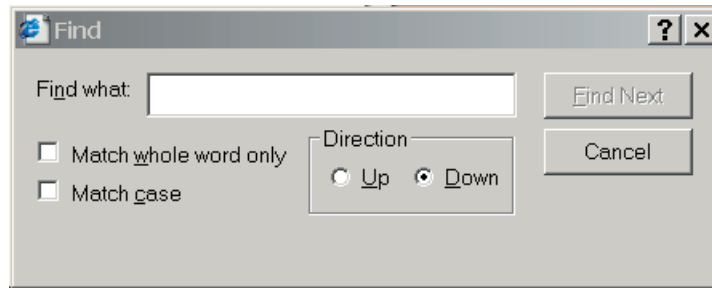 Find
Find what:
Find Next
Match whole word only
Match case
Direction
Up
Down
Cancel